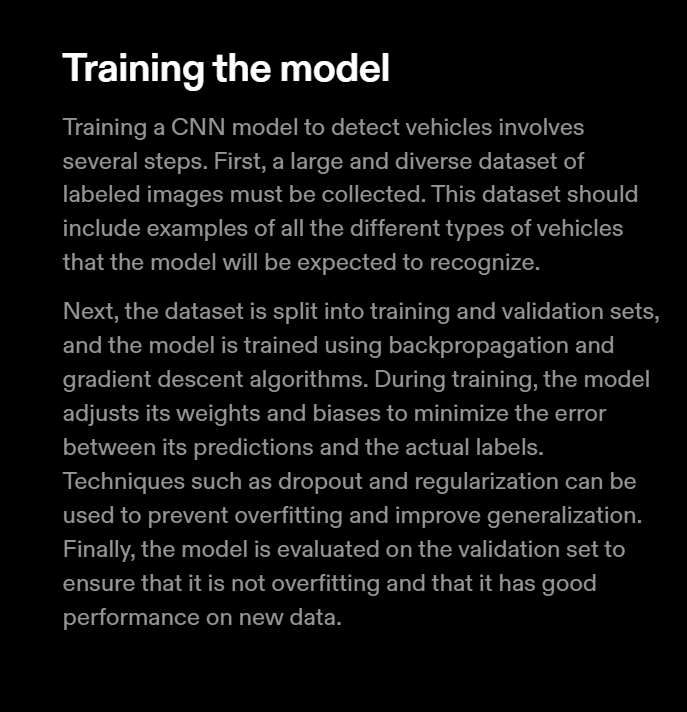 Training the model
Training a CNN model to detect vehicles involves
several steps. First, a large and diverse dataset of
labeled images must be collected. This dataset should
include examples of all the different types of vehicles
that the model will be expected to recognize.
Next, the dataset is split into training and validation sets,
and the model is trained using backpropagation and
gradient descent algorithms. During training, the model
adjusts its weights and biases to minimize the error
between its predictions and the actual labels.
Techniques such as dropout and regularization can be
used to prevent overfitting and improve generalization.
Finally, the model is evaluated on the validation set to
ensure that it is not overfitting and that it has good
performance on new data.